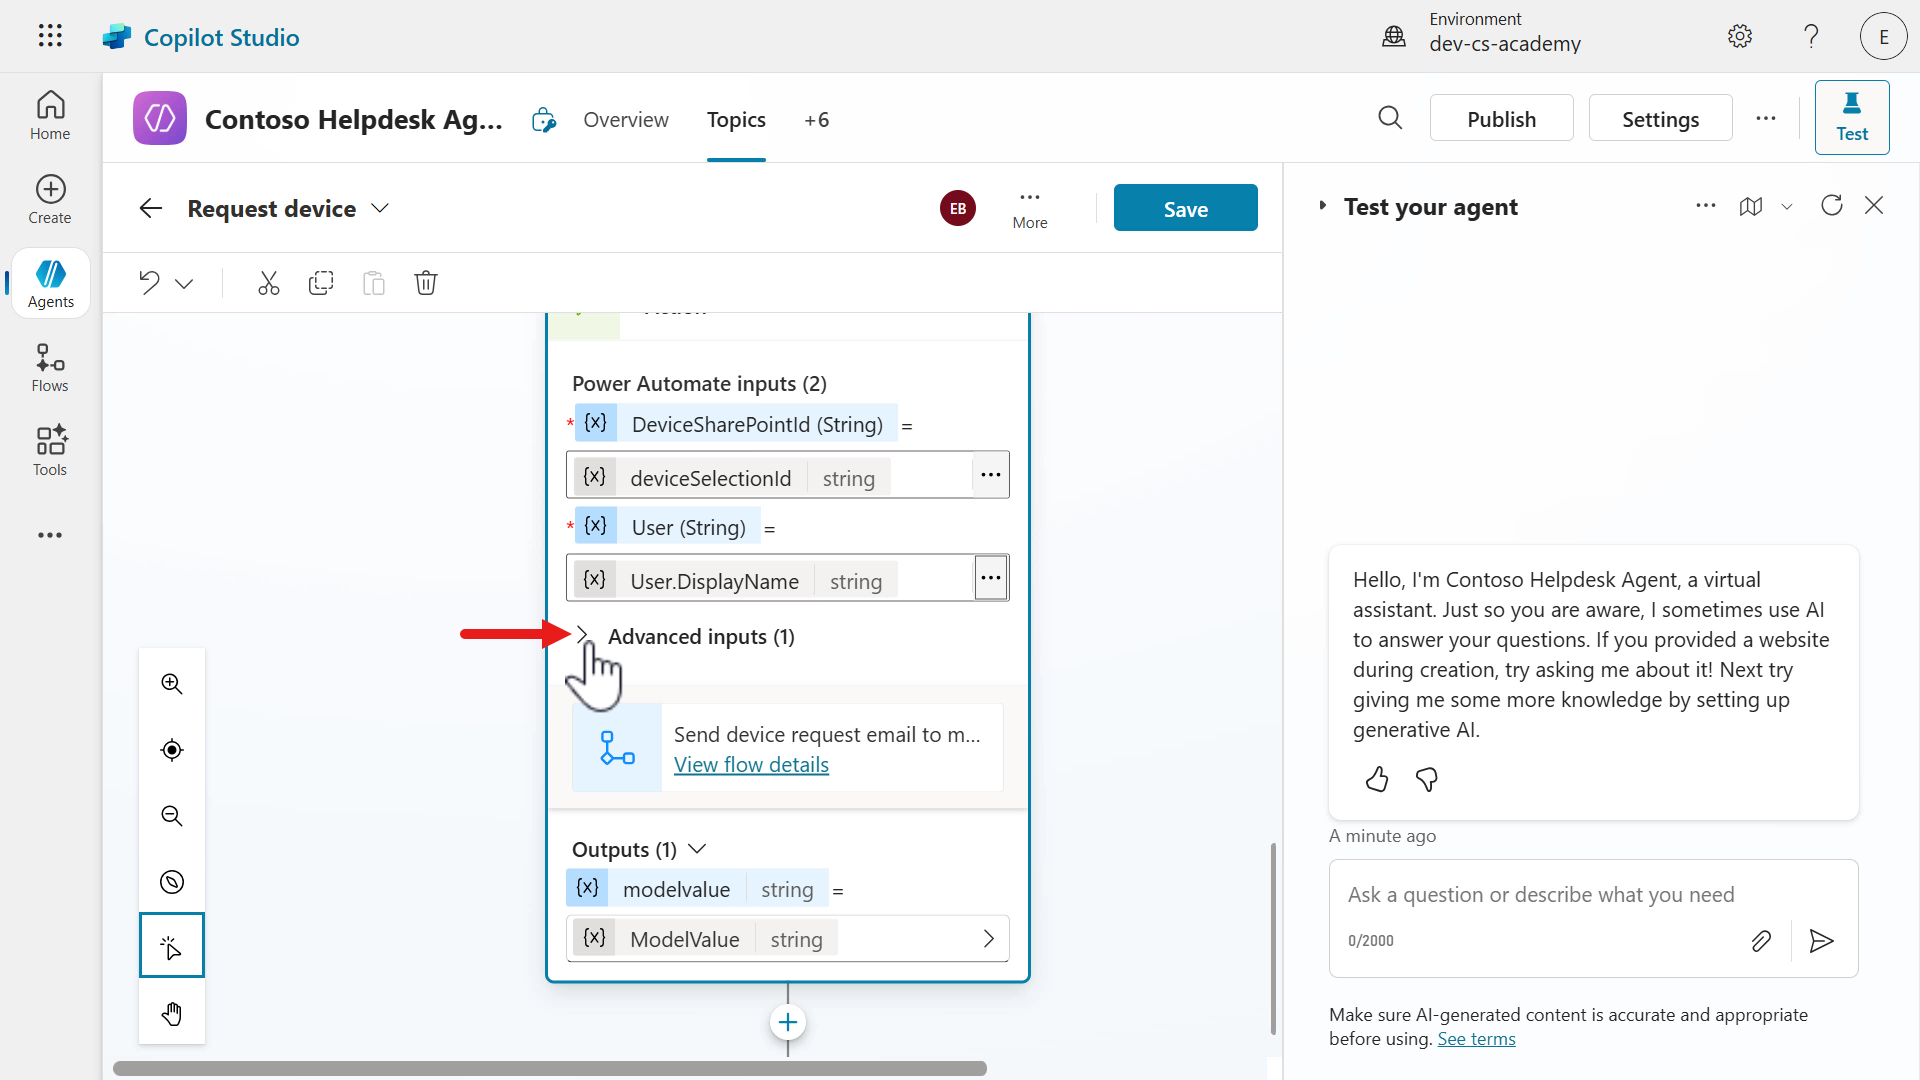 Copilot Studio
Environment
dev-cs-academy
E
Home
Create
Agents
Flows
Tools
Contoso Helpdesk Ag...
Overview
Topics
+6
Publish
Settings
Test
Request device
EB
More
Save
Action
Power Automate inputs (2)
* {x} DeviceSharePointId (String) =
{x} deviceSelectionId string
* {x} User (String) =
{x} User.DisplayName string
Advanced inputs (1)
Send device request email to m...
View flow details
Outputs (1)
{x} modelvalue string =
{x} ModelValue string
Test your agent
Hello, I'm Contoso Helpdesk Agent, a virtual
assistant. Just so you are aware, I sometimes use AI
to answer your questions. If you provided a website
during creation, try asking me about it! Next try
giving me some more knowledge by setting up
generative AI.
A minute ago
Ask a question or describe what you need
0/2000
Make sure AI-generated content is accurate and appropriate
before using. See terms